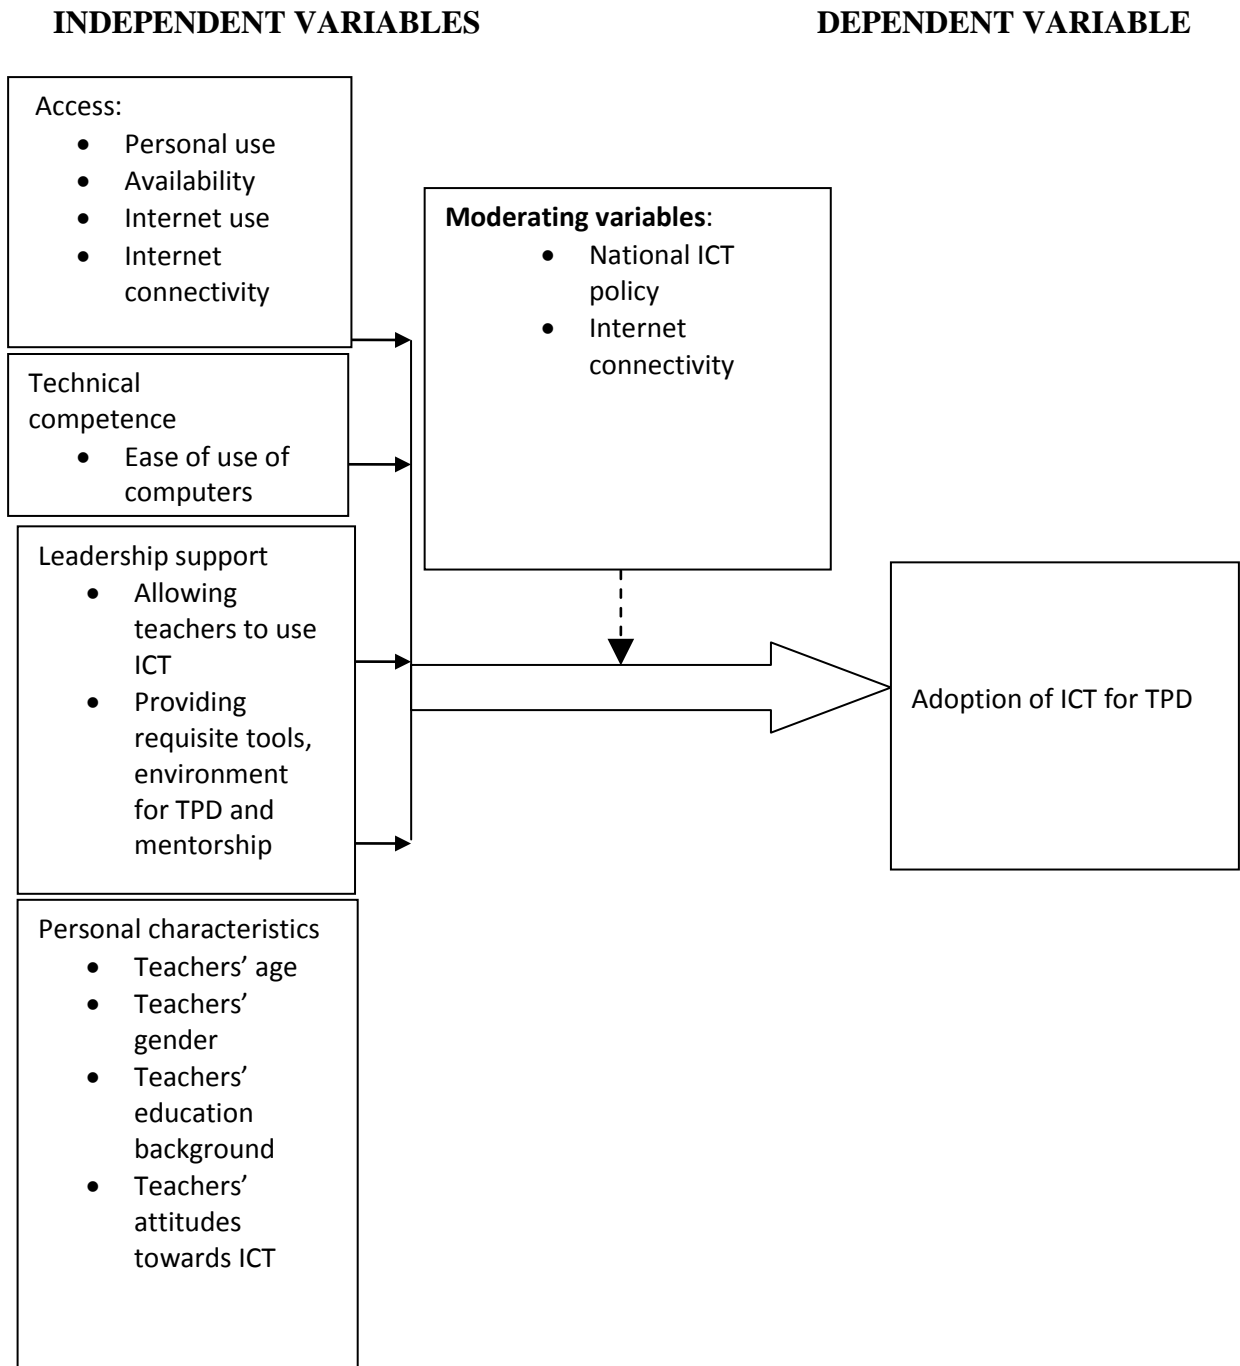 INDEPENDENT VARIABLES
DEPENDENT VARIABLE
Access:
• Personal use
• Availability
• Internet use
• Internet
connectivity
Moderating variables:
• National ICT
policy
• Internet
connectivity
Technical
competence
• Ease of use of
computers
Leadership support
• Allowing
teachers to use
ICT
• Providing
requisite tools,
environment
for TPD and
mentorship
Adoption of ICT for TPD
Personal characteristics
• Teachers’ age
• Teachers’
gender
• Teachers’
education
background
• Teachers’
attitudes
towards ICT